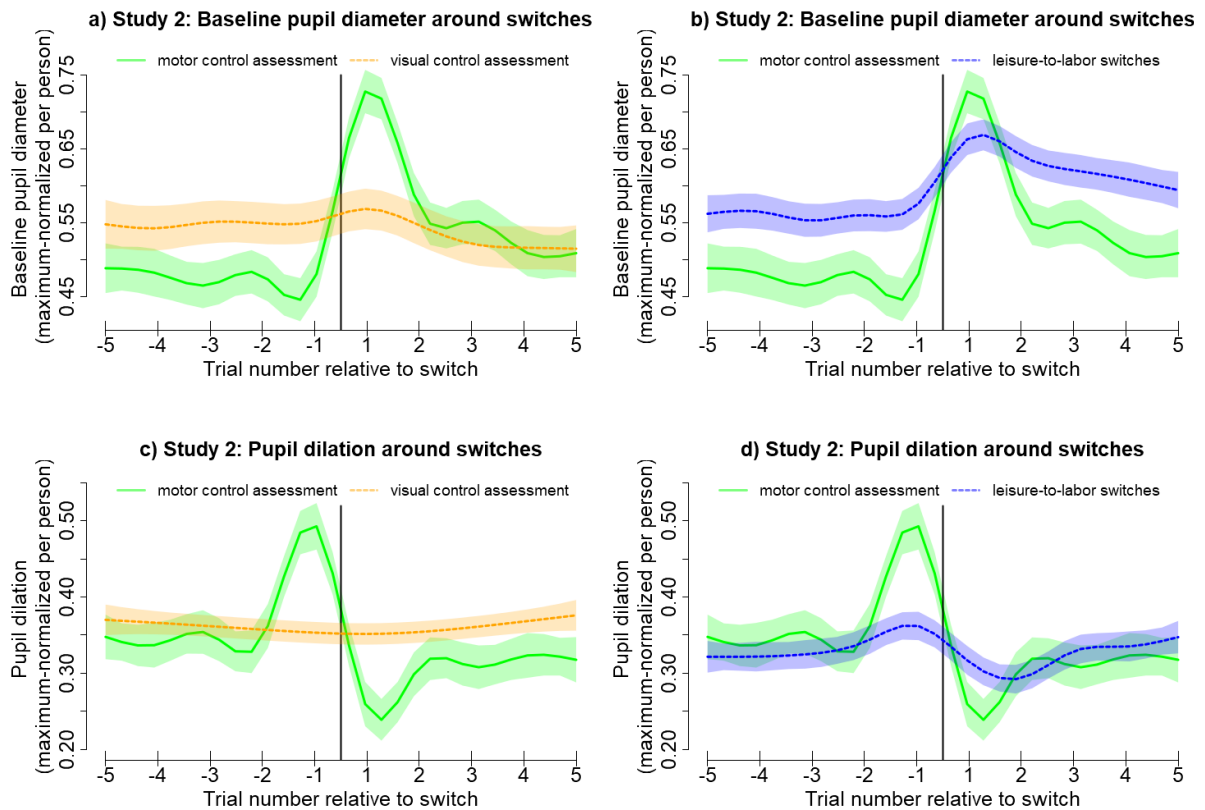 a) Study 2: Baseline pupil diameter around switches
motor control assessment
visual control assessment
Baseline pupil diameter
(maximum-normalized per person)
0.75
0.65
0.55
0.45
-5 -4 -3 -2 -1 1 2 3 4 5
Trial number relative to switch
b) Study 2: Baseline pupil diameter around switches
motor control assessment
leisure-to-labor switches
Baseline pupil diameter
(maximum-normalized per person)
0.75
0.65
0.55
0.45
-5 -4 -3 -2 -1 1 2 3 4 5
Trial number relative to switch
c) Study 2: Pupil dilation around switches
motor control assessment
visual control assessment
Pupil dilation
(maximum-normalized per person)
0.50
0.40
0.30
0.20
-5 -4 -3 -2 -1 1 2 3 4 5
Trial number relative to switch
d) Study 2: Pupil dilation around switches
motor control assessment
leisure-to-labor switches
Pupil dilation
(maximum-normalized per person)
0.50
0.40
0.30
0.20
-5 -4 -3 -2 -1 1 2 3 4 5
Trial number relative to switch